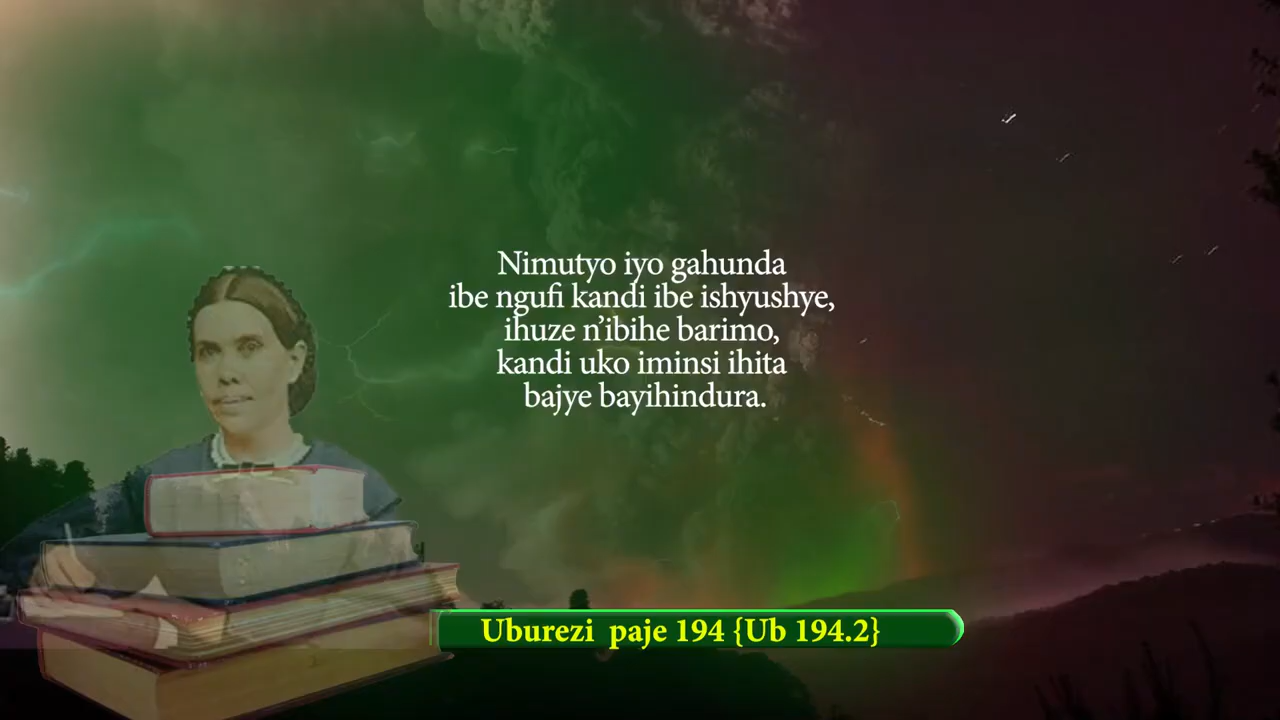 Nimutyo iyo gahunda
ibe ngufi kandi ibe ishyushye,
ihuze n’ibihe barimo,
kandi uko iminsi ihita
bajye bayihindura.
Uburezi paje 194 {Ub 194.2}